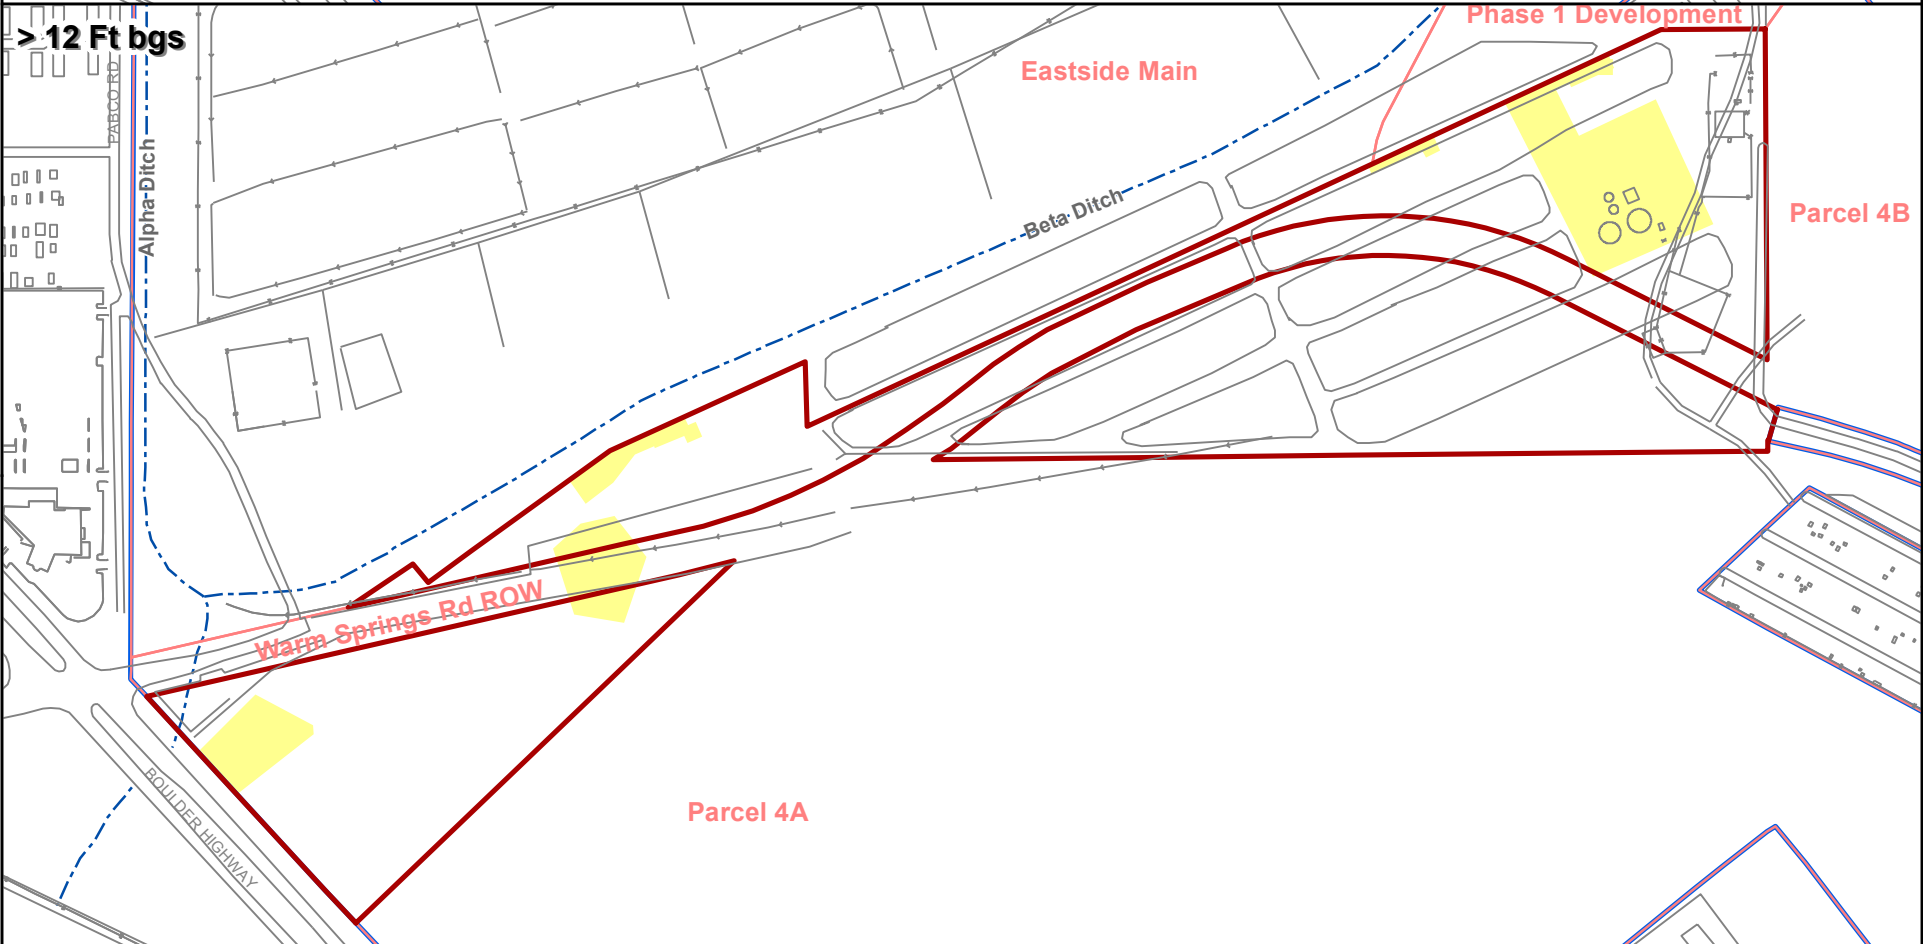 > 12 Ft bgs
Phase 1 Development
Eastside Main
PABCO RD
Alpha Ditch
Beta Ditch
Parcel 4B
Warm Springs Rd ROW
Parcel 4A
BOULDER HIGHWAY